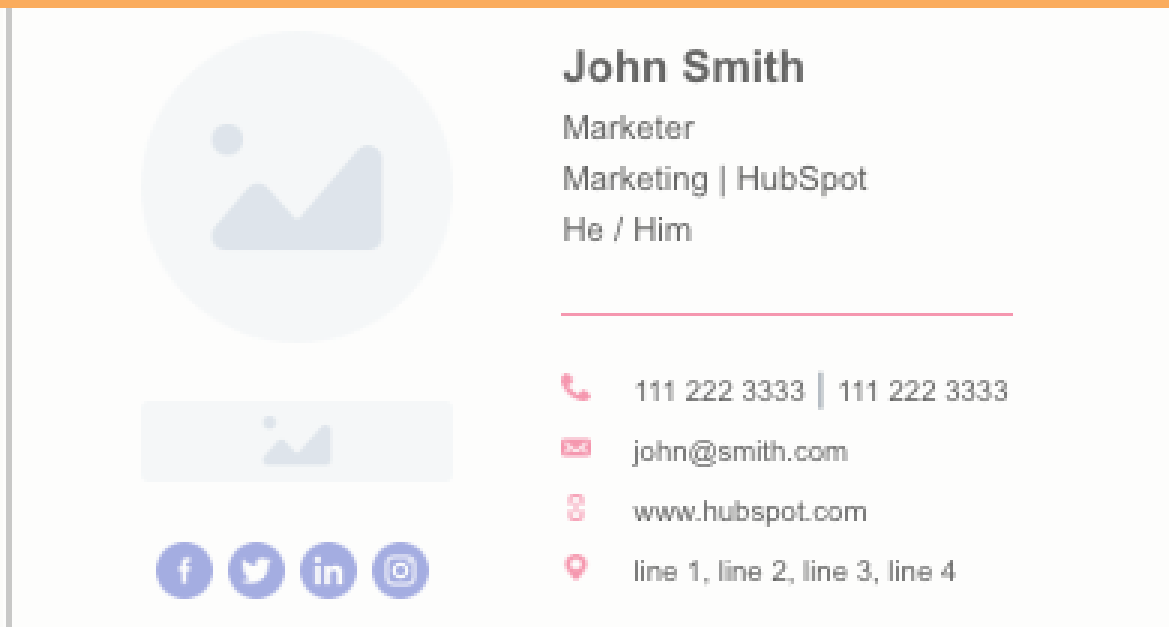 John Smith
Marketer
Marketing | HubSpot
He / Him
111 222 3333 | 111 222 3333
john@smith.com
www.hubspot.com
line 1, line 2, line 3, line 4
f in